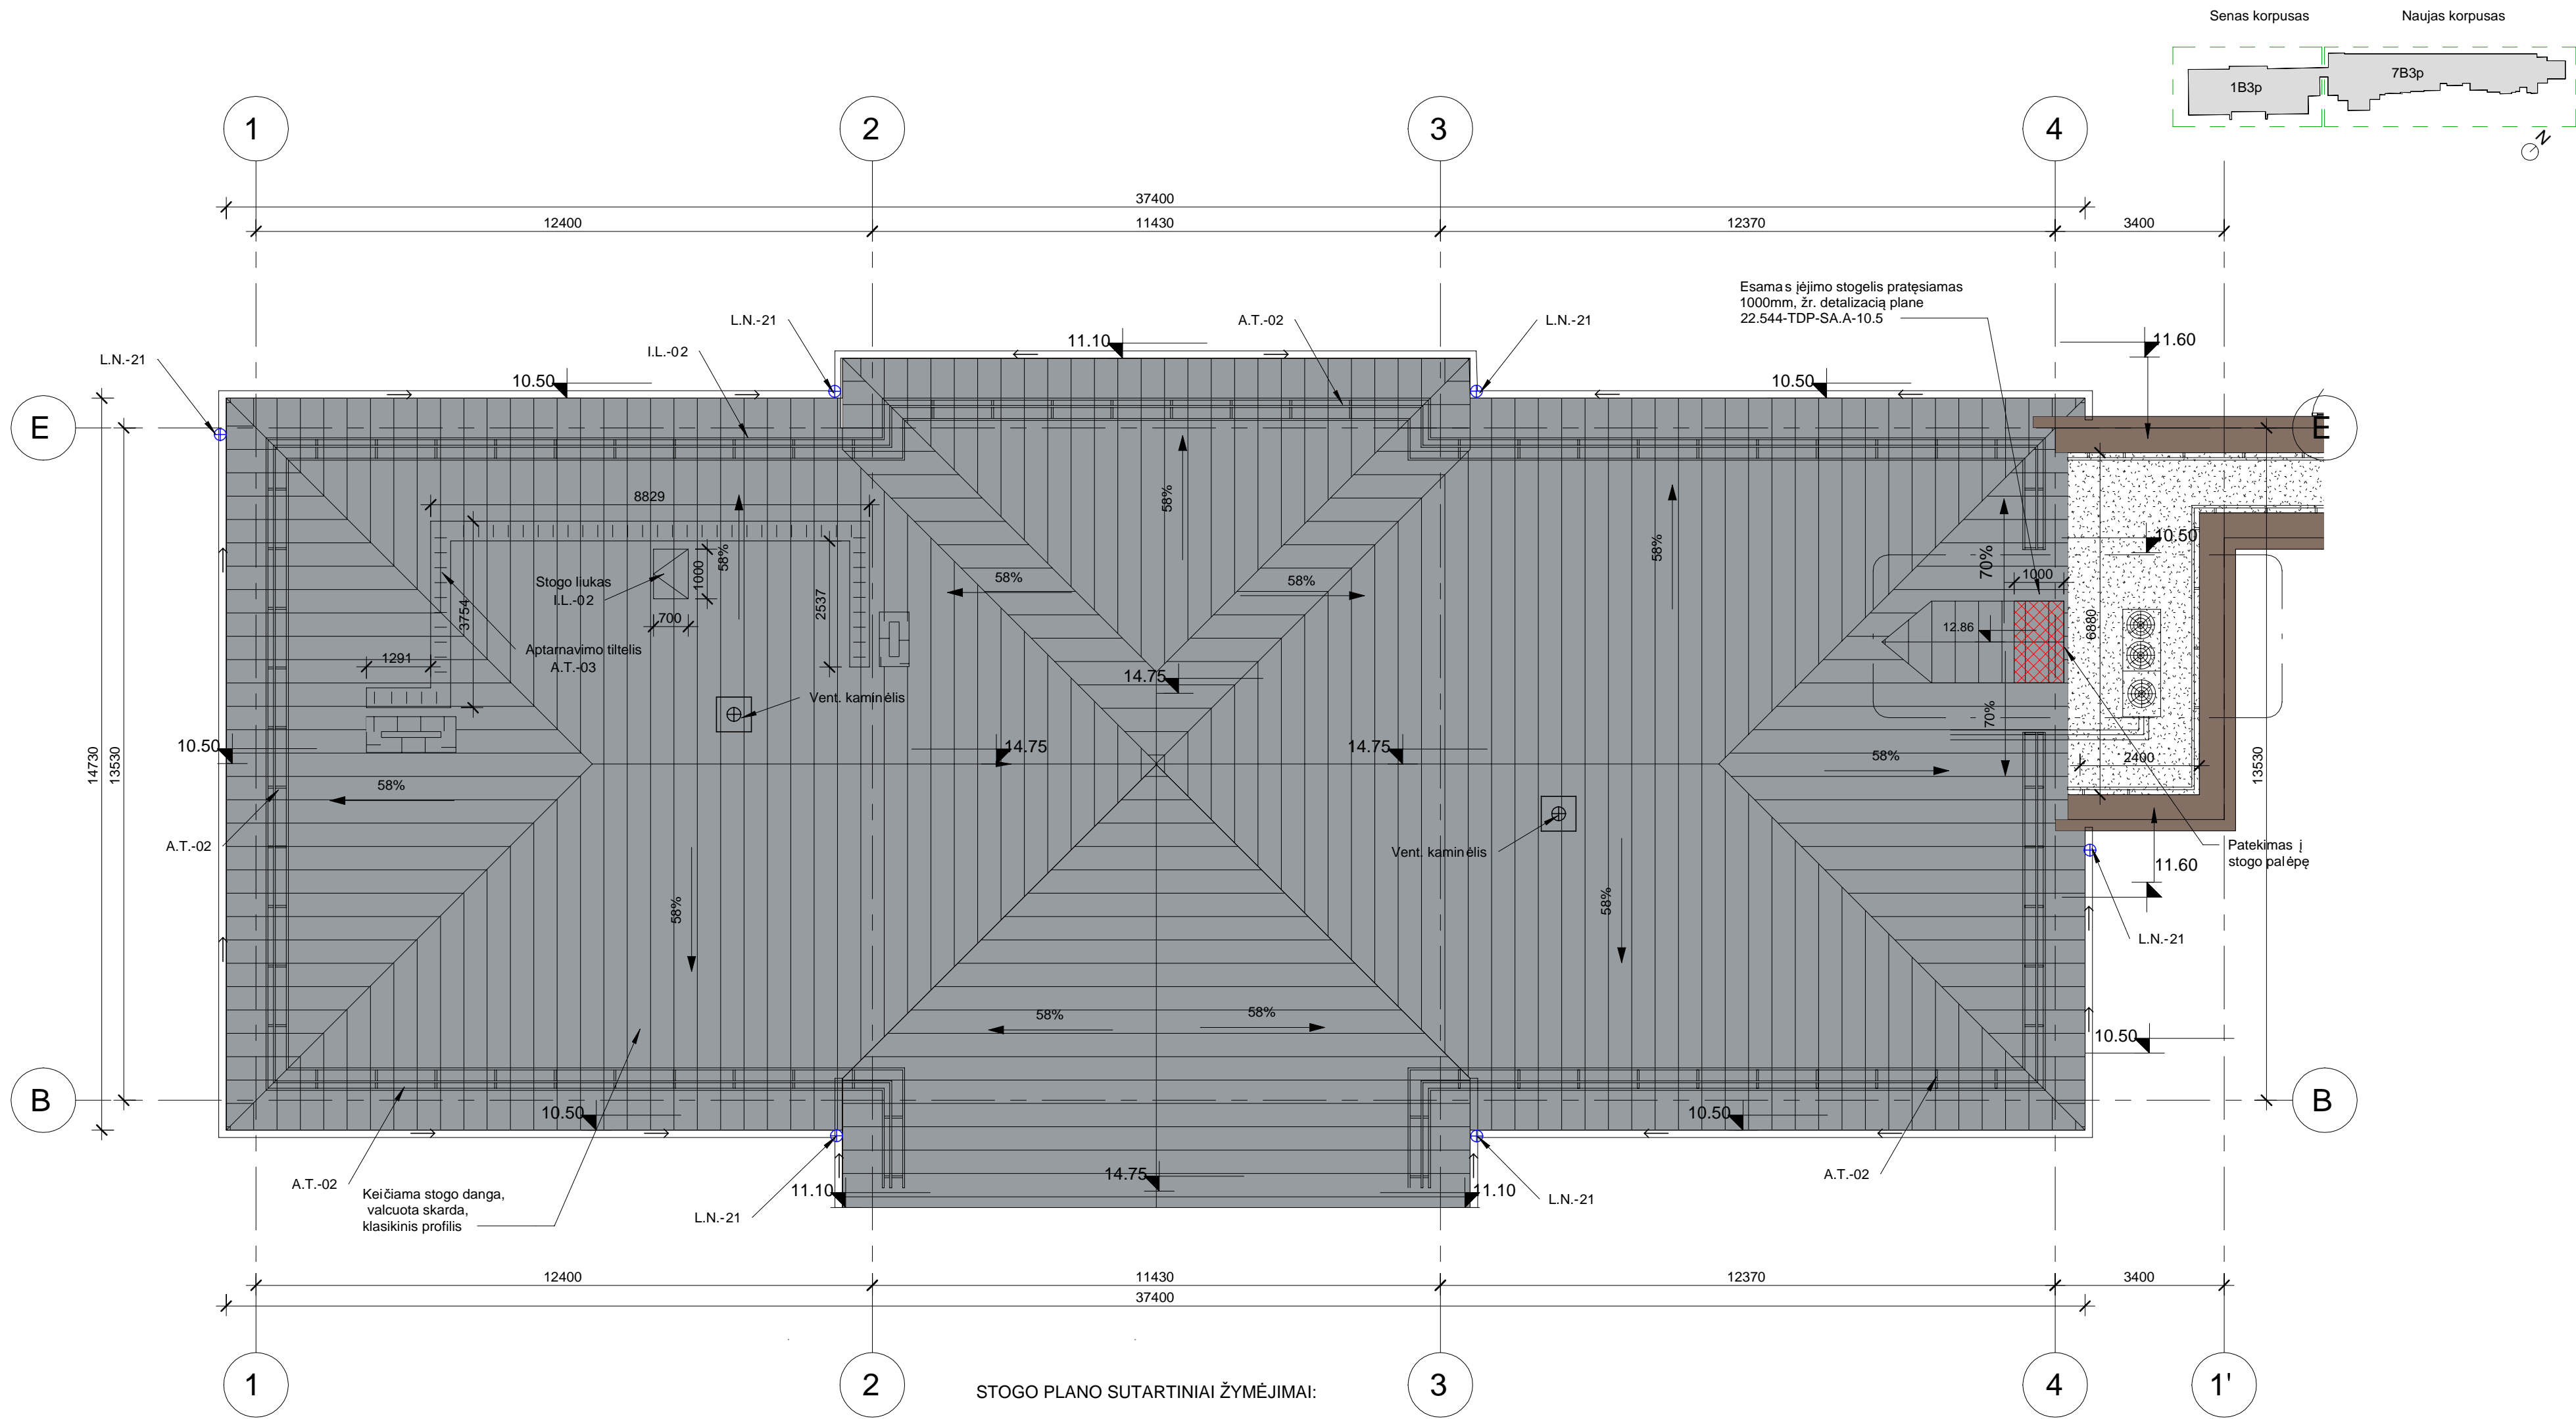 Senas korpusas
Naujas korpusas
1B3p
7B3p
N
1
2
3
4
37400
12400
11430
12370
3400
Esamas įėjimo stogelis pratęsiamas
1000mm, žr. detalizacią plane
22.544-TDP-SA.A-10.5
L.N.-21
A.T.-02
L.N.-21
11.10
11.60
I.L.-02
L.N.-21
10.50
10.50
E
E
8829
58%
58%
58%
70%
10.50
Stogo liukas
I.L.-02
1000
58%
58%
1000
3754
700
2537
6880
12.86
Aptarnavimo tiltelis
A.T.-03
1291
14.75
Vent. kaminėlis
70%
10.50
14.75
14.75
58%
2400
14730
13530
13530
58%
A.T.-02
Vent. kaminėlis
Patekimas į
stogo palėpę
11.60
58%
58%
L.N.-21
58%
58%
10.50
B
10.50
10.50
B
A.T.-02
14.75
A.T.-02
11.10
11.10
Keičiama stogo danga,
valcuota skarda,
klasikinis profilis
L.N.-21
L.N.-21
12400
11430
12370
3400
37400
1
2
3
4
1'
STOGO PLANO SUTARTINIAI ŽYMĖJIMAI: